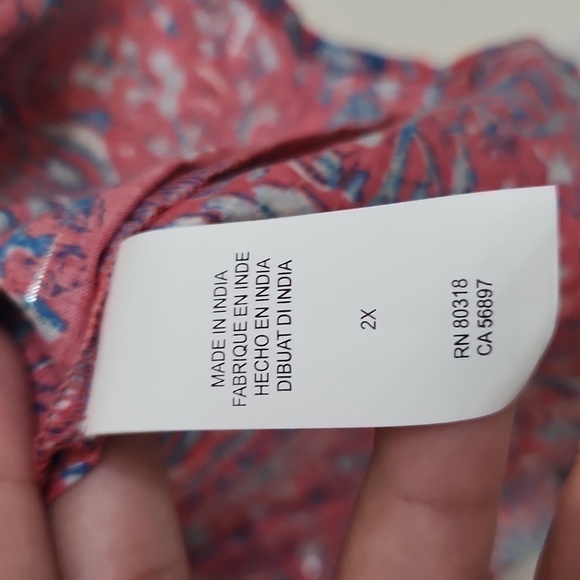 MADE IN INDIA
FABRIQUE EN INDE
HECHO EN INDIA
DIBUAT DI INDIA
2X
RN 80318
CA 56897